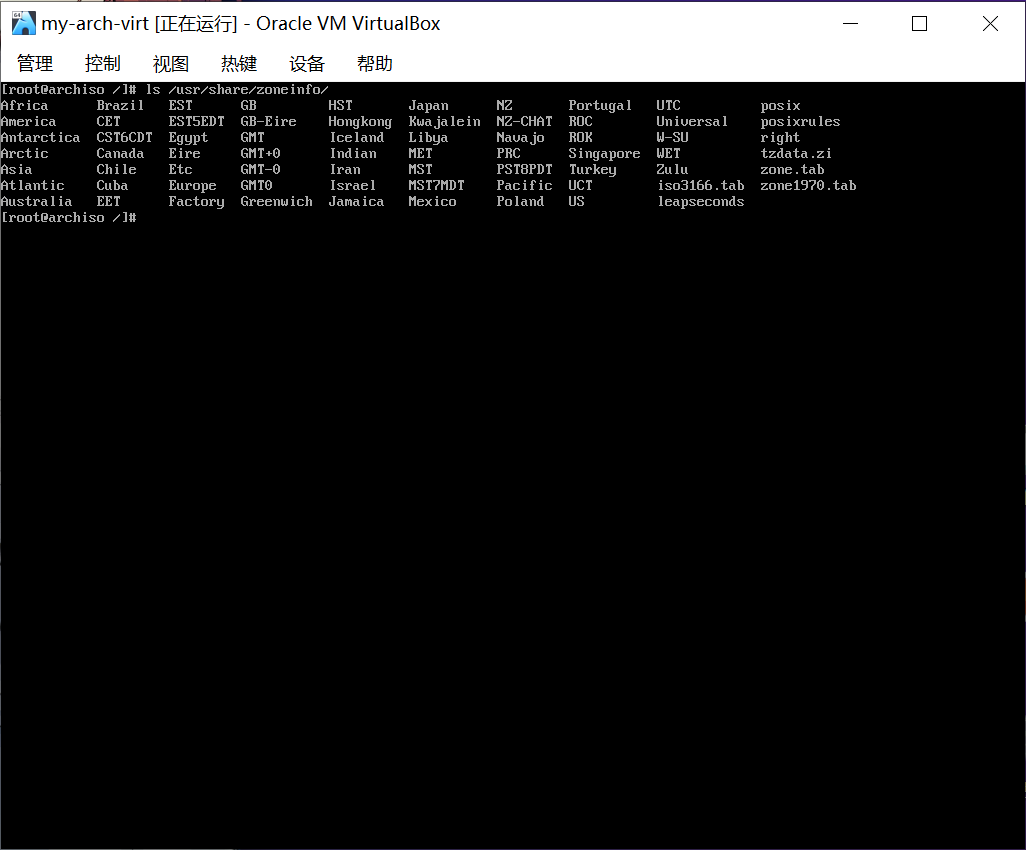 my-arch-virt [正在运行] - Oracle VM VirtualBox
管理 控制 视图 热键 设备 帮助
[root@archiso /]# ls /usr/share/zoneinfo/
Africa Brazil EST GB HST Japan NZ Portugal UTC posix
America CET EST5EDT GB-Eire Hongkong Kwajalein NZ-CHAT ROC Universal posixrules
Antarctica CST6CDT Egypt GMT Iceland Libya Navajo ROK W-SU right
Arctic Canada Eire GMT+0 Indian MET PRC Singapore WET tzdata.zi
Asia Chile Etc GMT-0 Iran MST PST8PDT Turkey Zulu zone.tab
Atlantic Cuba Europe GMT0 Israel MST7MDT Pacific UCT iso3166.tab zone1970.tab
Australia EET Factory Greenwich Jamaica Mexico Poland US leapseconds
[root@archiso /]#